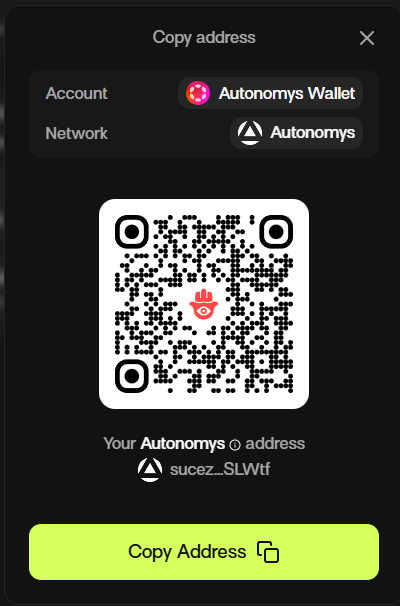 Copy address
Account Autonomys Wallet
Network Autonomys
Your Autonomys address
sucez...SLWtf
Copy Address